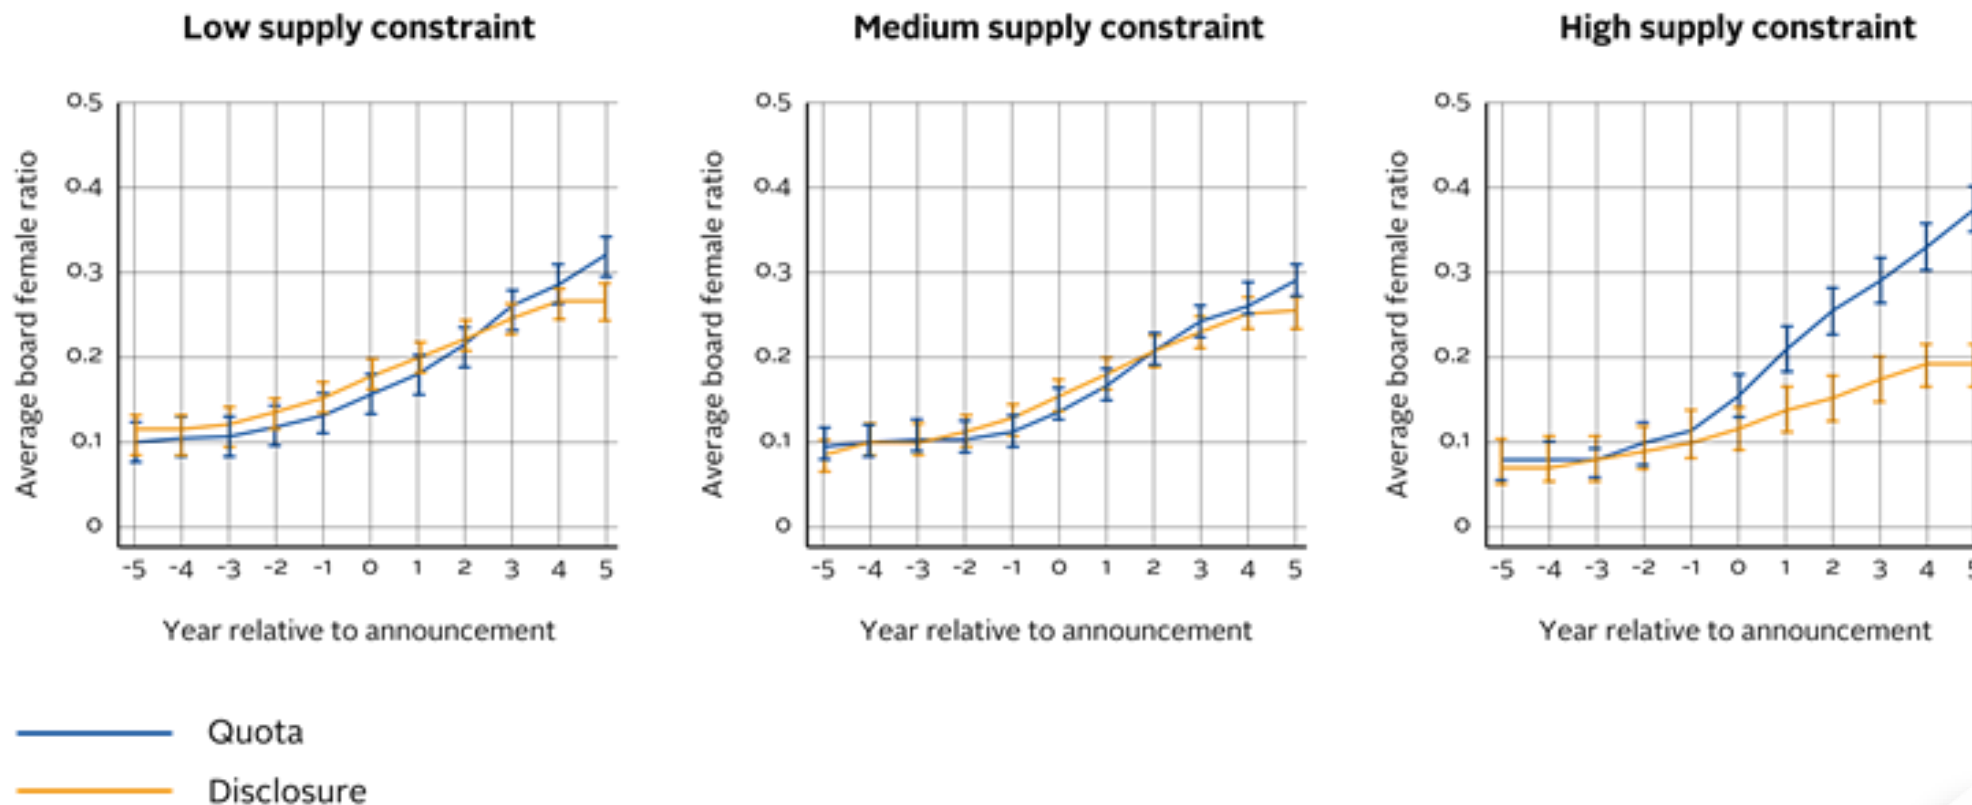 Low supply constraint
Average board female ratio
0.5
0.4
0.3
0.2
0.1
0
-5 -4 -3 -2 -1 0 1 2 3 4 5
Year relative to announcement
Medium supply constraint
Average board female ratio
0.5
0.4
0.3
0.2
0.1
0
-5 -4 -3 -2 -1 0 1 2 3 4 5
Year relative to announcement
High supply constraint
Average board female ratio
0.5
0.4
0.3
0.2
0.1
0
-5 -4 -3 -2 -1 0 1 2 3 4 5
Year relative to announcement
Quota
Disclosure